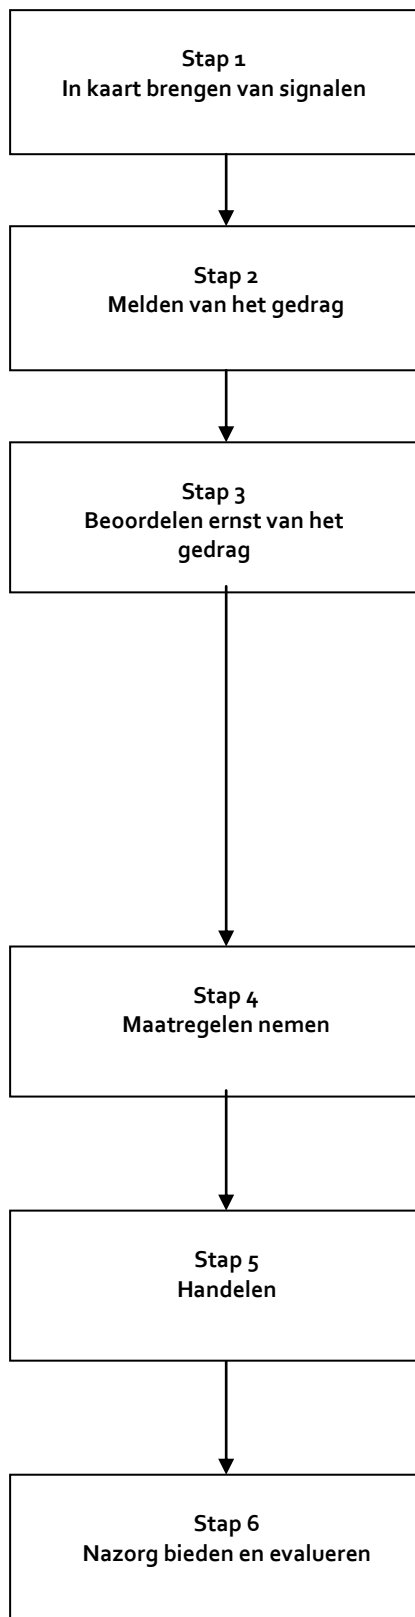 Stap 1
In kaart brengen van signalen
Stap 2
Melden van het gedrag
Stap 3
Beoordelen ernst van het
gedrag
Stap 4
Maatregelen nemen
Stap 5
Handelen
Stap 6
Nazorg bieden en evalueren